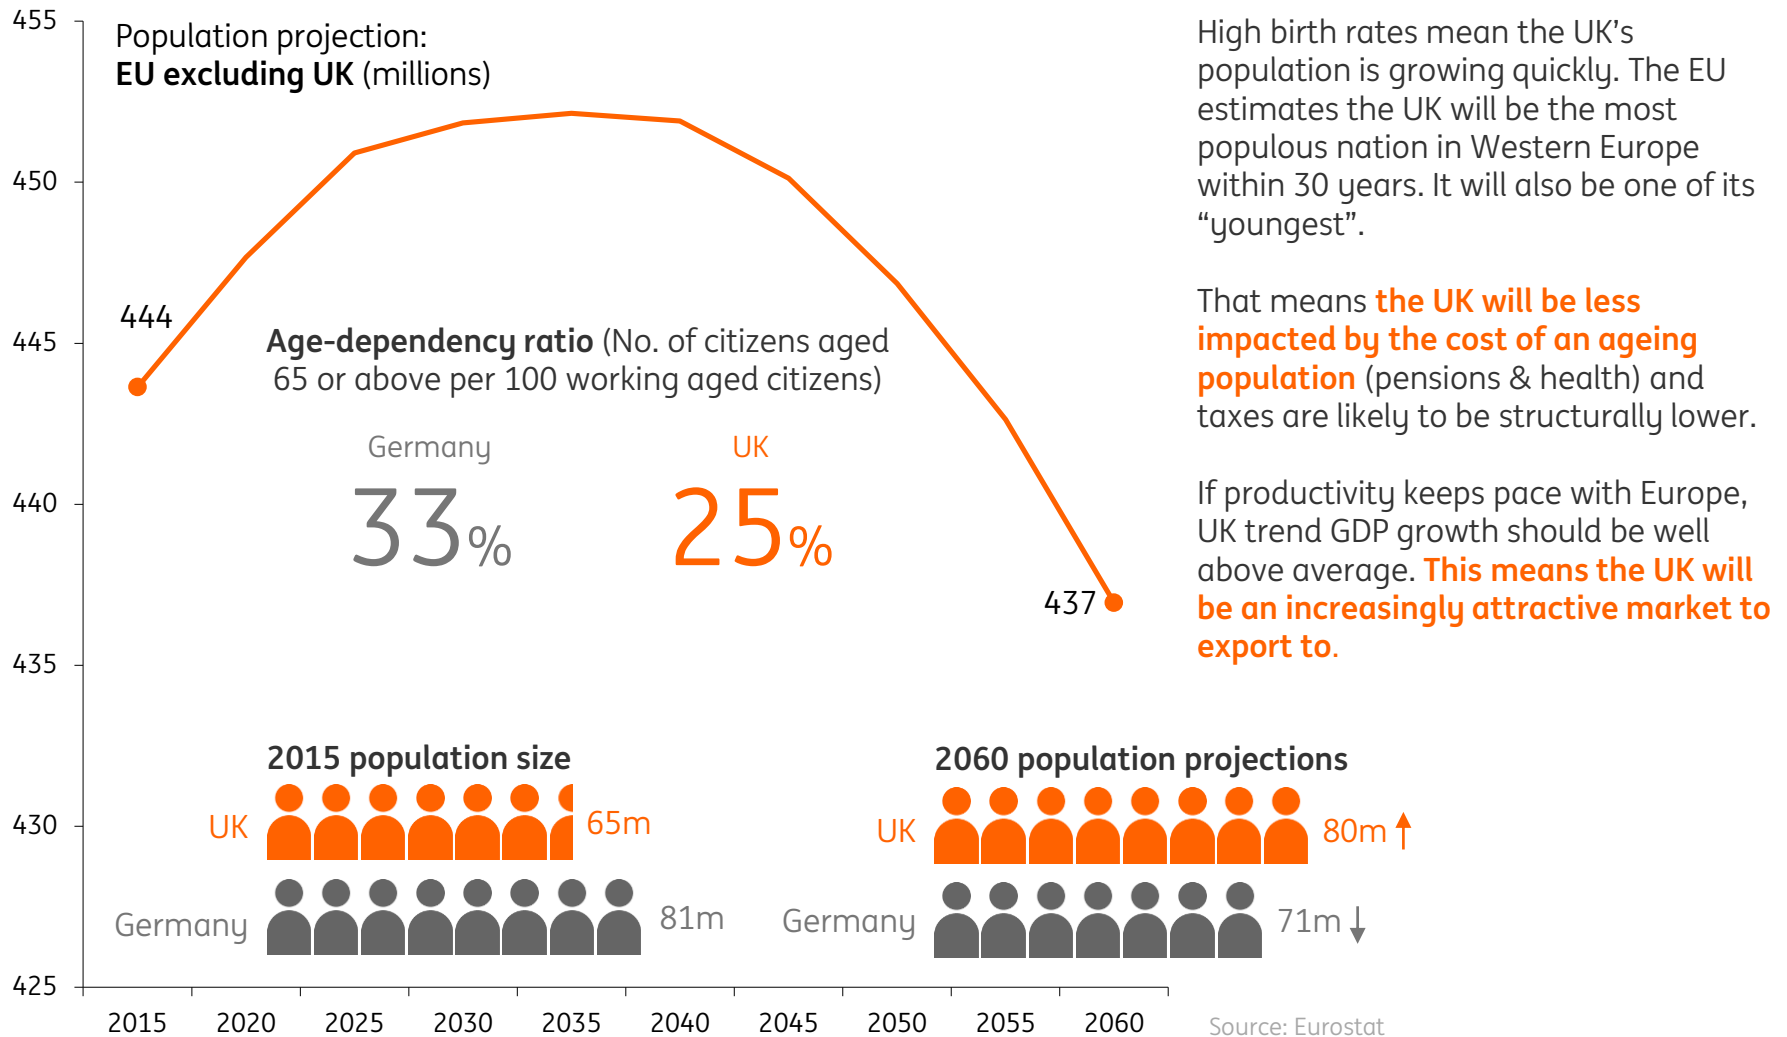 Population projection:
EU excluding UK (millions)
455
450
445
440
435
430
425
444
437
Age-dependency ratio (No. of citizens aged
65 or above per 100 working aged citizens)
Germany
33%
UK
25%
2015 population size
UK
65m
Germany
81m
2060 population projections
UK
80m
Germany
71m
2015 2020 2025 2030 2035 2040 2045 2050 2055 2060
High birth rates mean the UK’s
population is growing quickly. The EU
estimates the UK will be the most
populous nation in Western Europe
within 30 years. It will also be one of its
“youngest”.
That means the UK will be less
impacted by the cost of an ageing
population (pensions & health) and
taxes are likely to be structurally lower.
If productivity keeps pace with Europe,
UK trend GDP growth should be well
above average. This means the UK will
be an increasingly attractive market to
export to.
Source: Eurostat